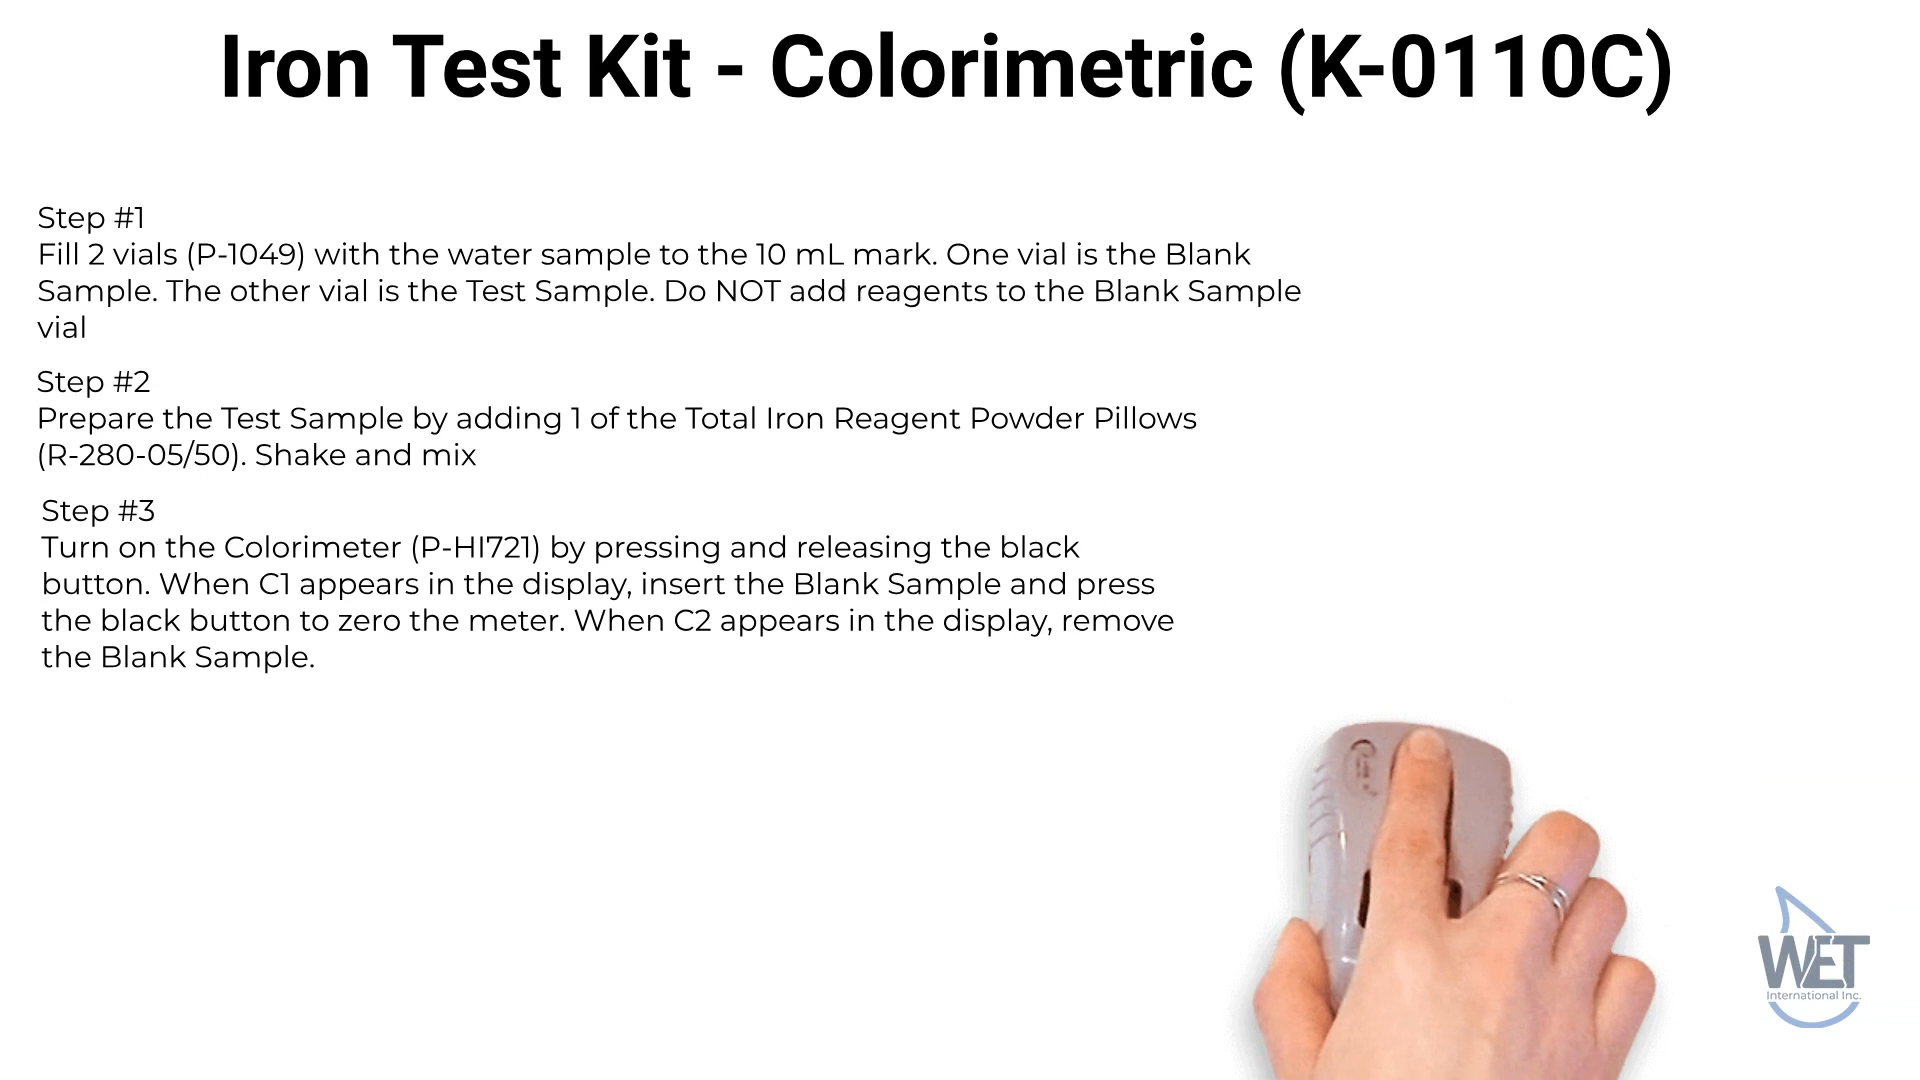 Iron Test Kit - Colorimetric (K-0110C)
Step #1
Fill 2 vials (P-1049) with the water sample to the 10 mL mark. One vial is the Blank
Sample. The other vial is the Test Sample. Do NOT add reagents to the Blank Sample
vial
Step #2
Prepare the Test Sample by adding 1 of the Total Iron Reagent Powder Pillows
(R-280-05/50). Shake and mix
Step #3
Turn on the Colorimeter (P-HI721) by pressing and releasing the black
button. When C1 appears in the display, insert the Blank Sample and press
the black button to zero the meter. When C2 appears in the display, remove
the Blank Sample.
WET
International Inc.